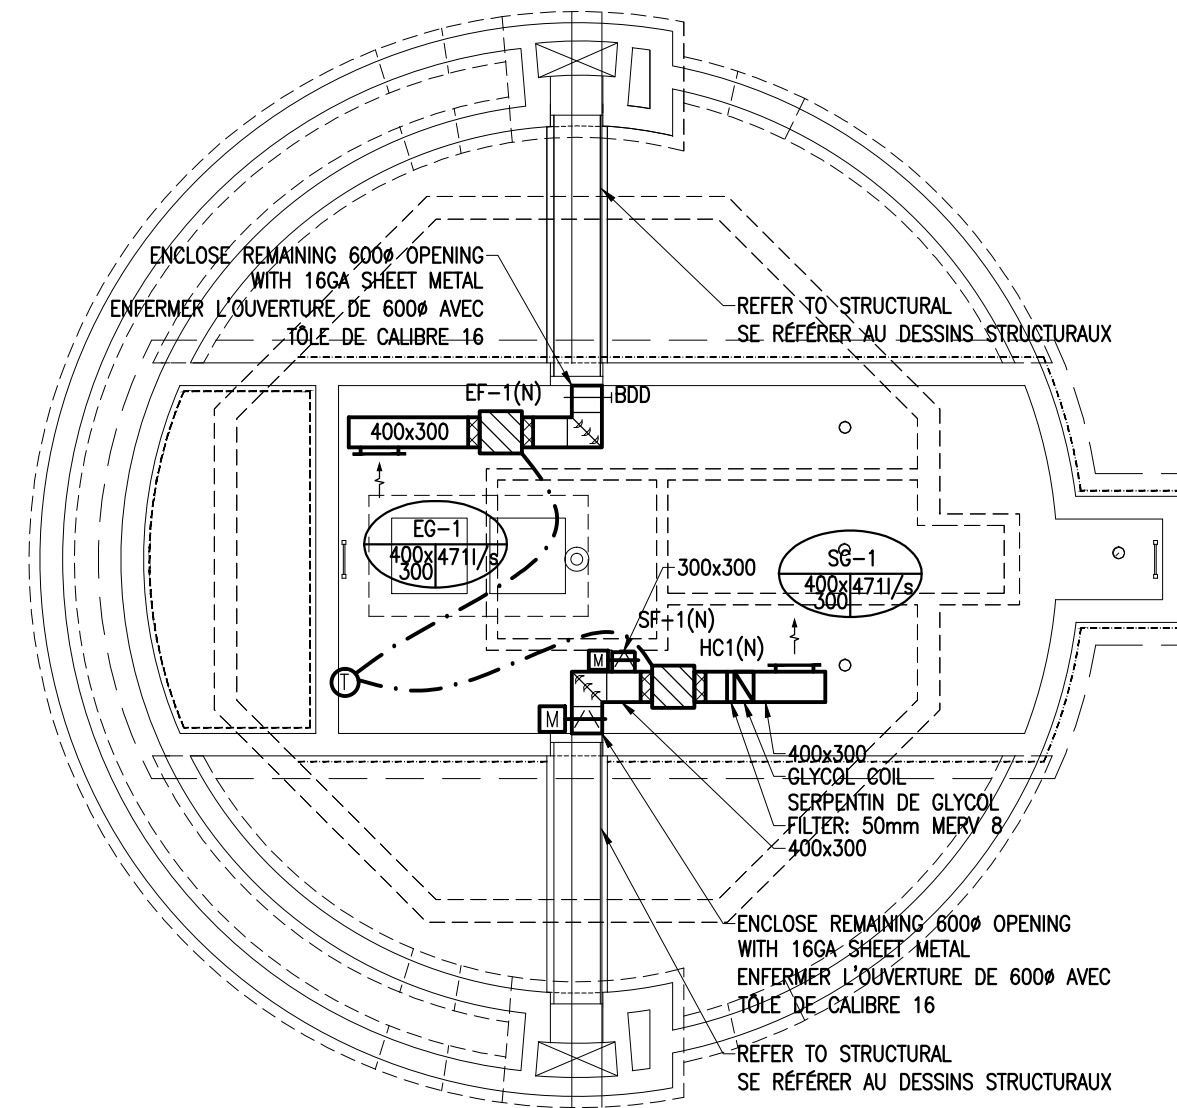 ENCLOSE REMAINING 600ø OPENING
WITH 16GA SHEET METAL
ENFERMER L'OUVERTURE DE 600ø AVEC
TÔLE DE CALIBRE 16
REFER TO STRUCTURAL
SE RÉFÉRER AU DESSINS STRUCTURAUX
EF-1(N)
BDD
400x300
EG-1
400x
300
471l/s
SG-1
400x
300
471l/s
300x300
SF-1(N)
HC1(N)
M
T
M
400x300
GLYCOL COIL
SERPENTIN DE GLYCOL
FILTER: 50mm MERV 8
400x300
ENCLOSE REMAINING 600ø OPENING
WITH 16GA SHEET METAL
ENFERMER L'OUVERTURE DE 600ø AVEC
TÔLE DE CALIBRE 16
REFER TO STRUCTURAL
SE RÉFÉRER AU DESSINS STRUCTURAUX